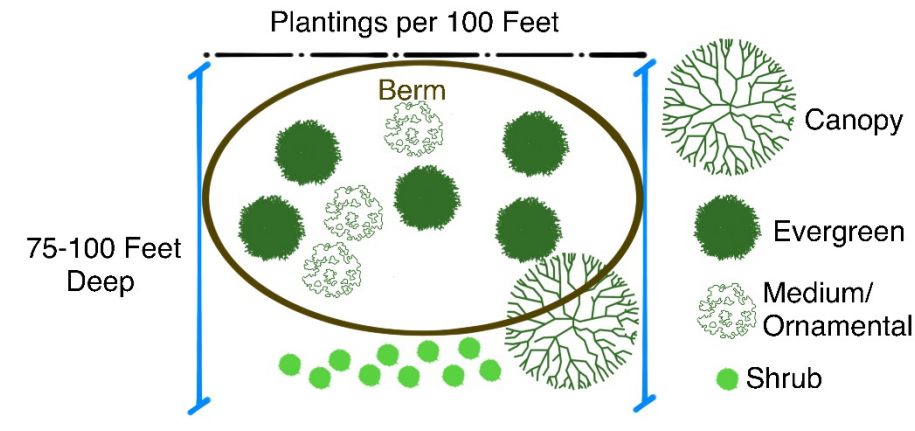 Plantings per 100 Feet
Berm
Canopy
75-100 Feet
Deep
Evergreen
Medium/
Ornamental
Shrub